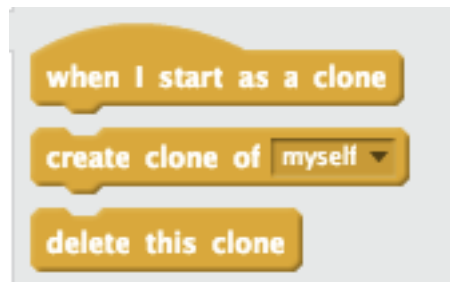 when I start as a clone
create clone of myself
delete this clone